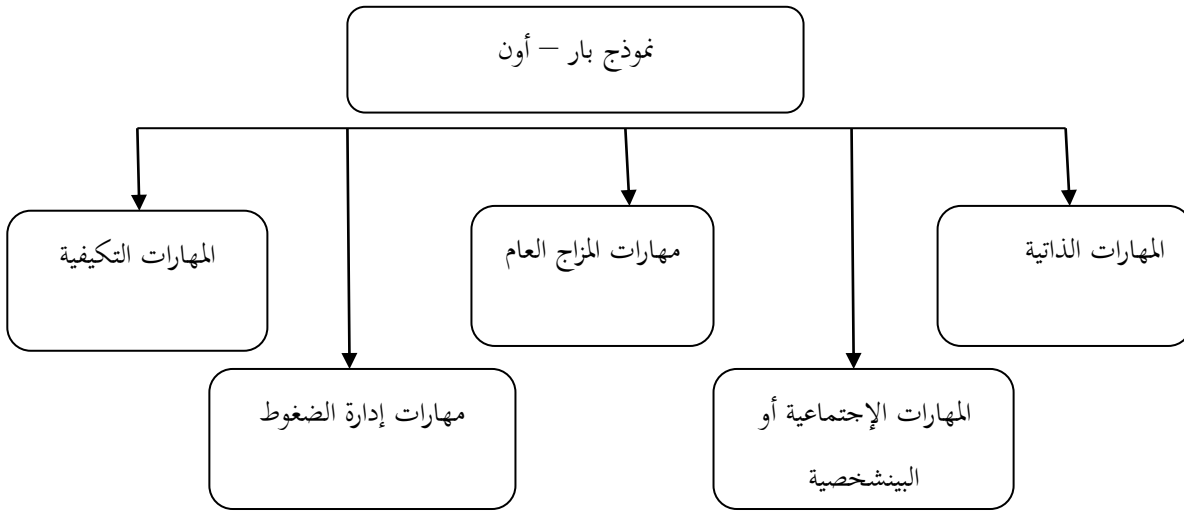 نموذج بار – أون
المهارات الذاتية
مهارات المزاج العام
المهارات التكيفية
المهارات الإجتماعية أو
البينشخصية
مهارات إدارة الضغوط